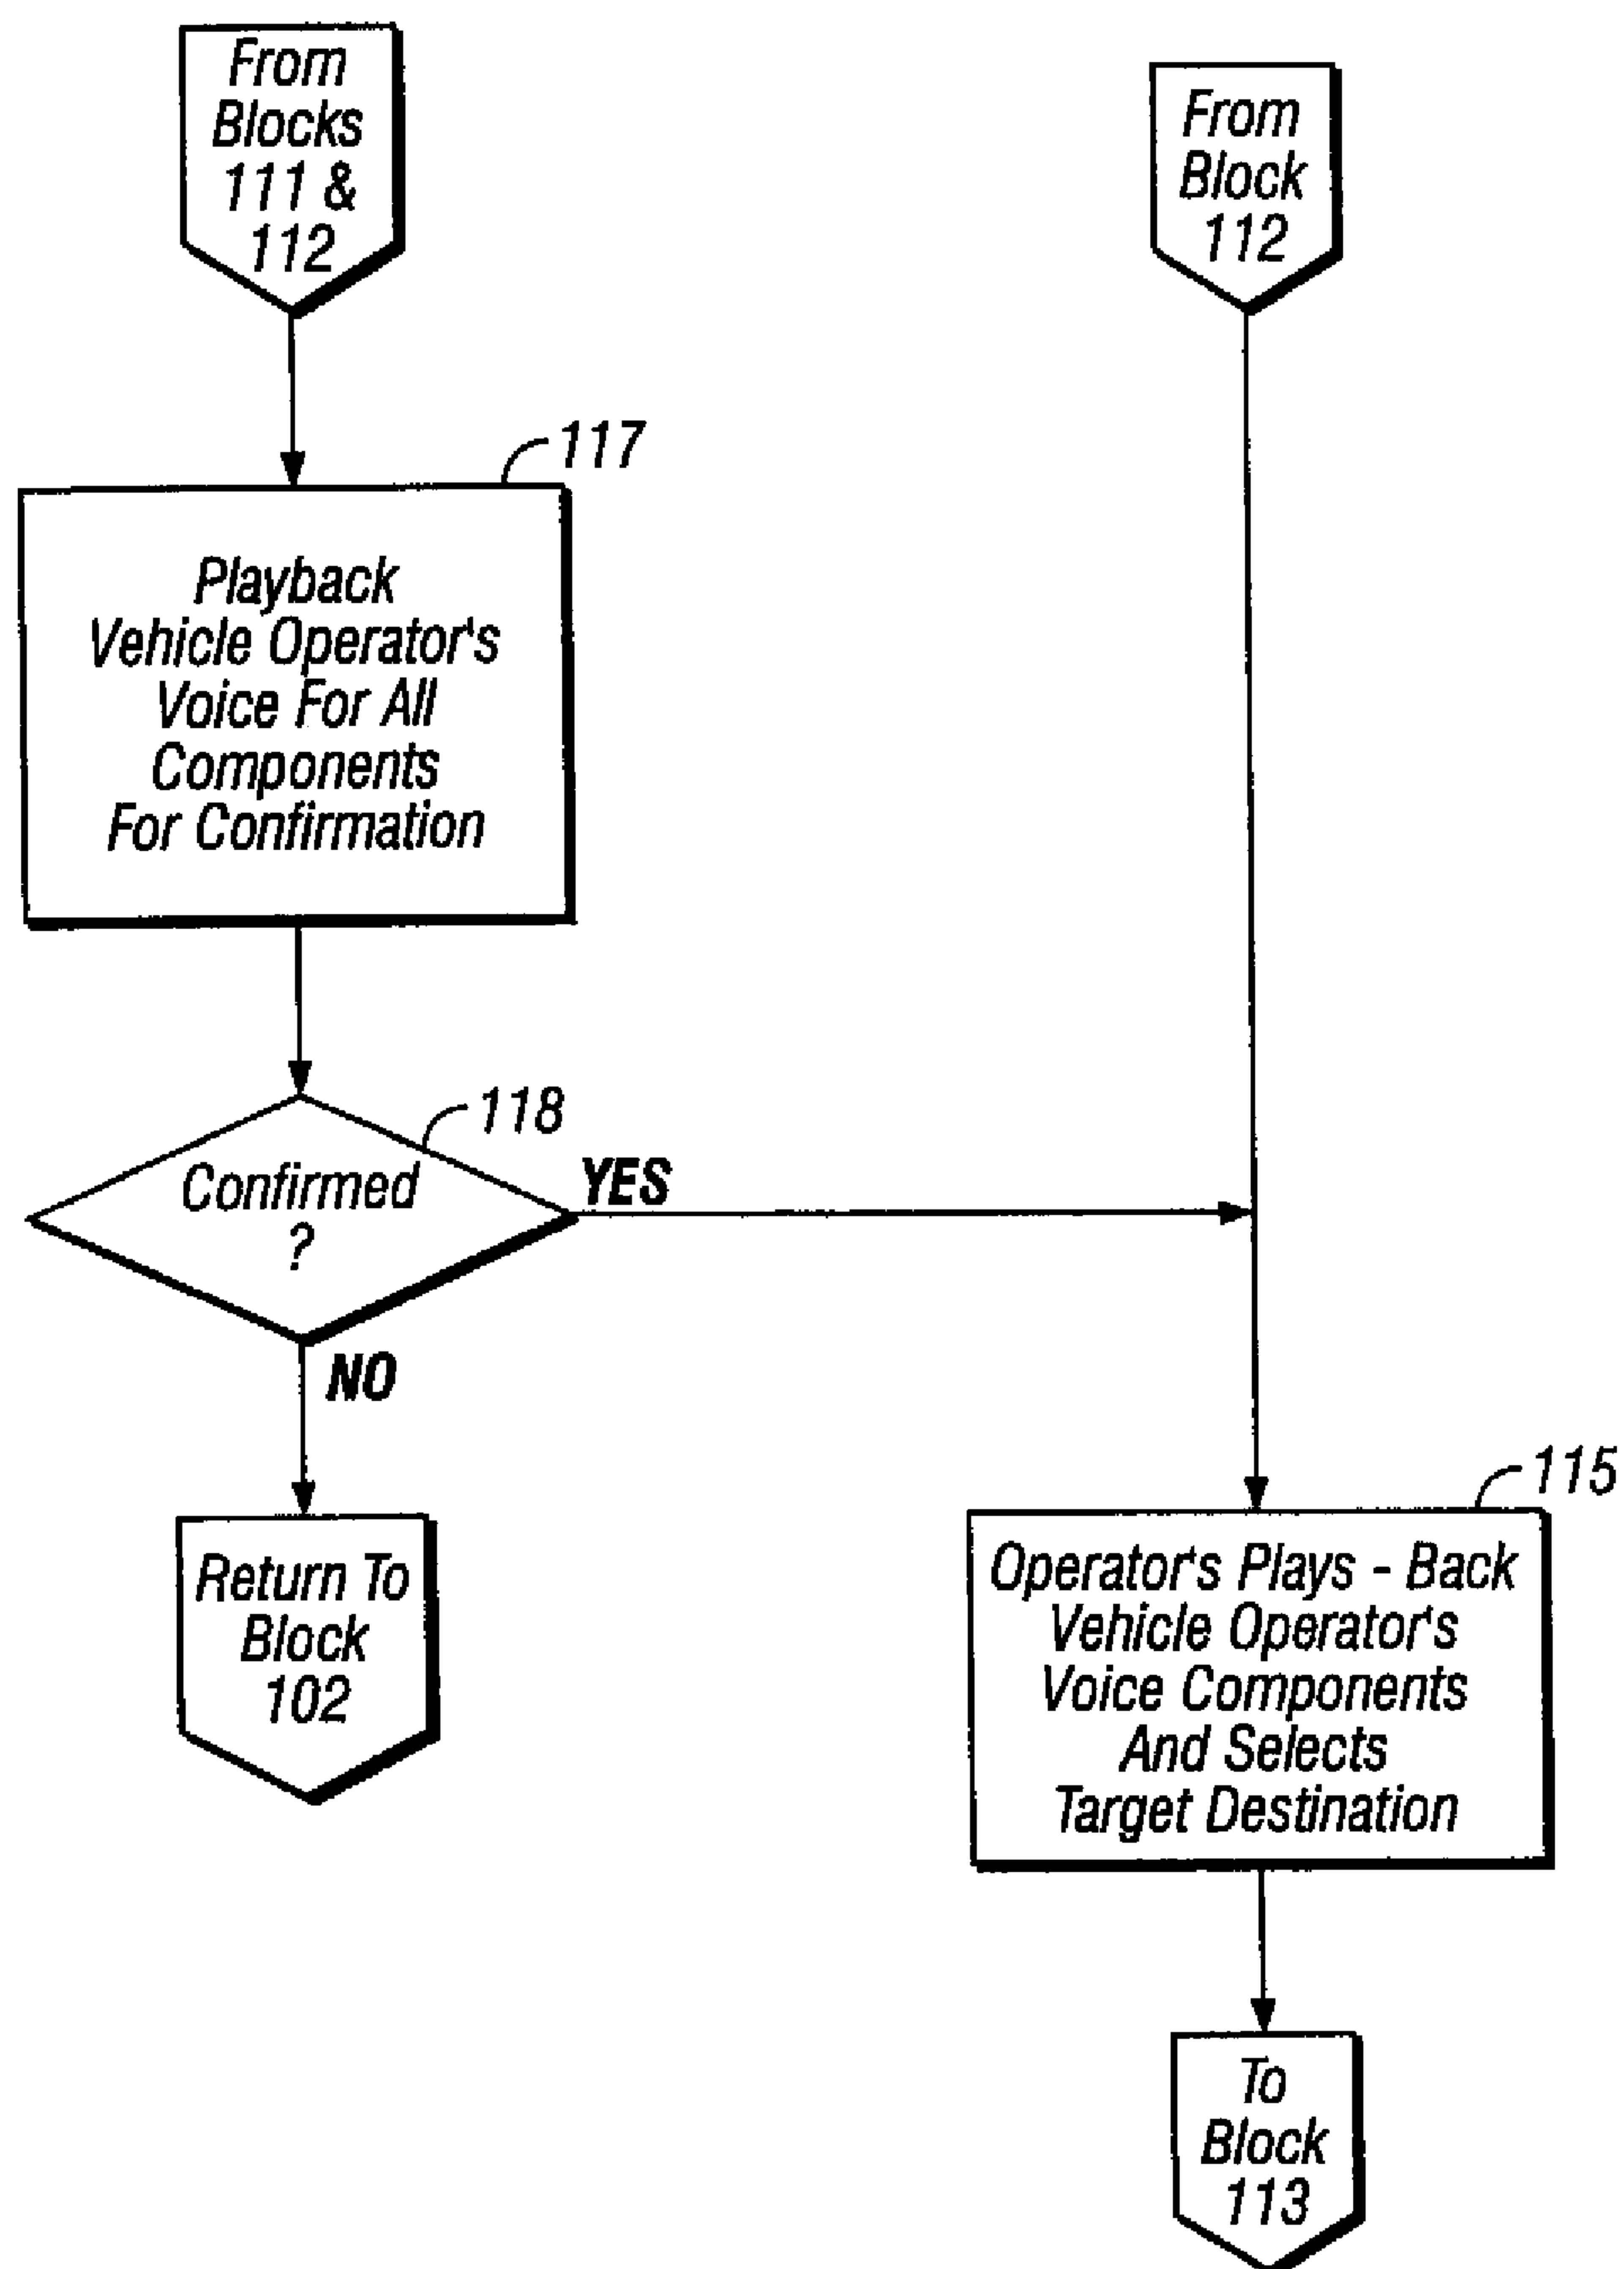 From
Blocks
111 &
112
From
Block
112
117
Playback
Vehicle Operator's
Voice For All
Components
For Confirmation
118
Confirmed
?
YES
NO
Return To
Block
102
115
Operator's Plays - Back
Vehicle Operator's
Voice Components
And Selects
Target Destination
To
Block
113